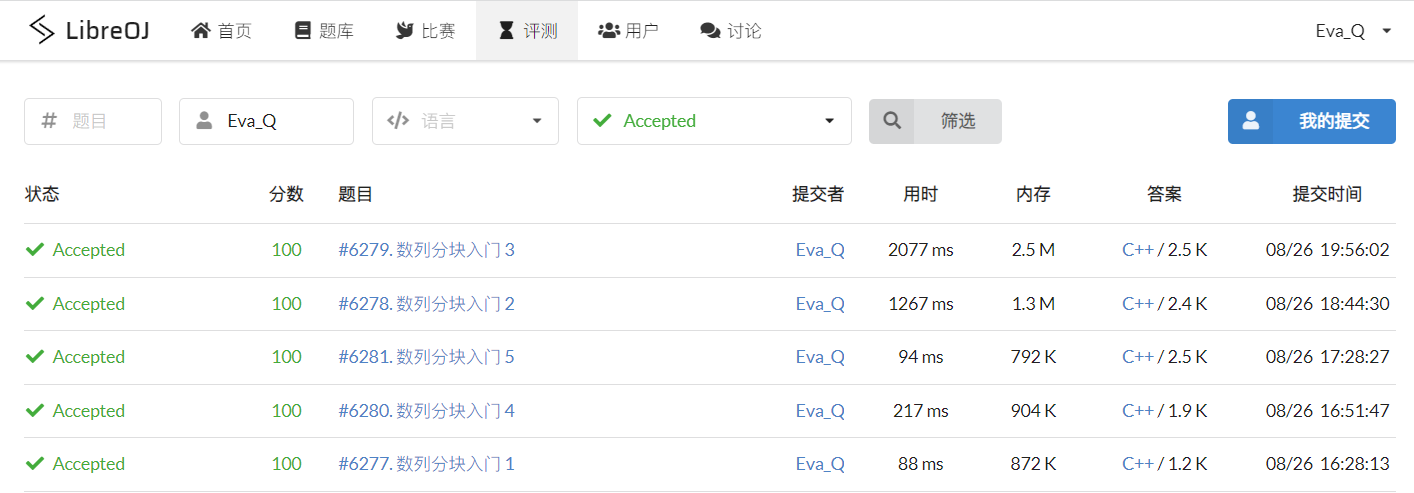 LibreOJ 首页 题库 比赛 评测 用户 讨论 Eva_Q
# 题目 Eva_Q </> 语言 Accepted 筛选 我的提交
状态 分数 题目 提交者 用时 内存 答案 提交时间
Accepted 100 #6279. 数列分块入门 3 Eva_Q 2077 ms 2.5 M C++ / 2.5 K 08/26 19:56:02
Accepted 100 #6278. 数列分块入门 2 Eva_Q 1267 ms 1.3 M C++ / 2.4 K 08/26 18:44:30
Accepted 100 #6281. 数列分块入门 5 Eva_Q 94 ms 792 K C++ / 2.5 K 08/26 17:28:27
Accepted 100 #6280. 数列分块入门 4 Eva_Q 217 ms 904 K C++ / 1.9 K 08/26 16:51:47
Accepted 100 #6277. 数列分块入门 1 Eva_Q 88 ms 872 K C++ / 1.2 K 08/26 16:28:13